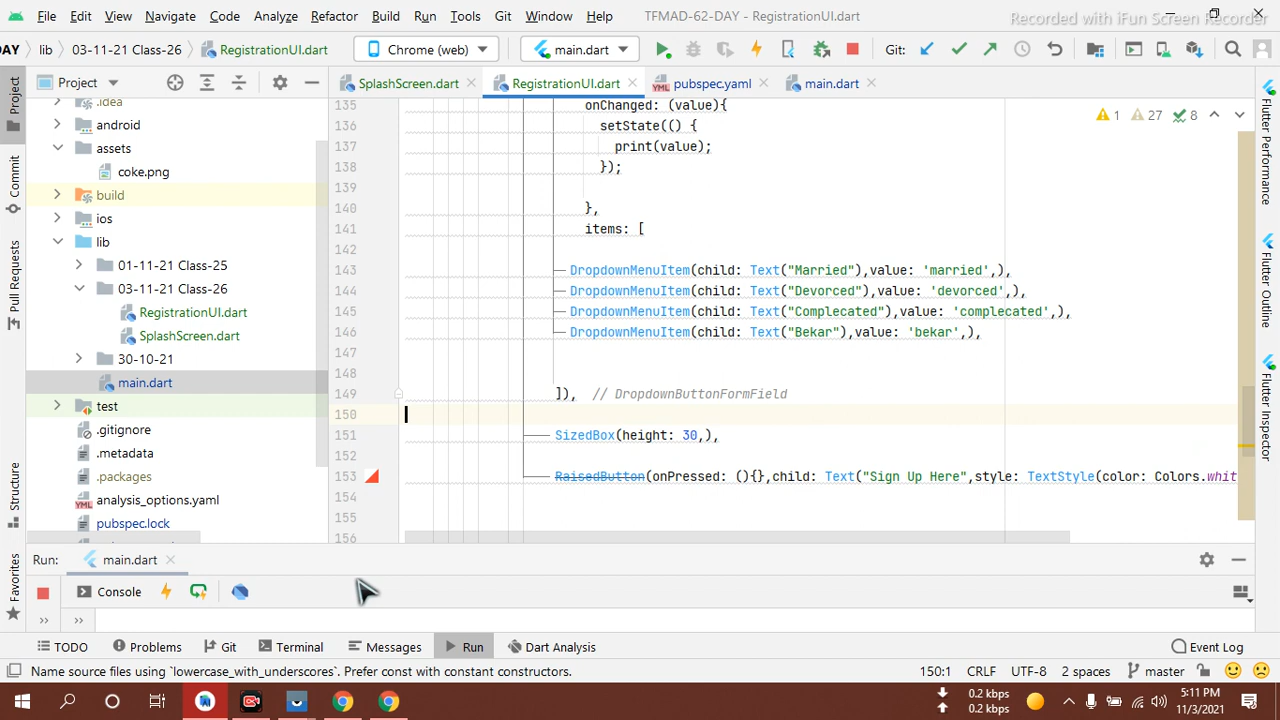 File Edit View Navigate Code Analyze Refactor Build Run Tools Git Window Help TFMAD-62-DAY - RegistrationUI.dart
Recorded with iFun Screen Recorder
DAY lib 03-11-21 Class-26 RegistrationUI.dart Chrome (web) main.dart Git:
Project SplashScreen.dart RegistrationUI.dart pubspec.yaml main.dart
Project
Commit
Pull Requests
Structure
Favorites
.idea
android
assets
coke.png
build
ios
lib
01-11-21 Class-25
03-11-21 Class-26
RegistrationUI.dart
SplashScreen.dart
30-10-21
main.dart
test
.gitignore
.metadata
.packages
analysis_options.yaml
pubspec.lock
1 27 8
135 onChanged: (value){
136 setState(() {
137 print(value);
138 });
139
140 },
141 items: [
142
143 DropdownMenuItem(child: Text("Married"),value: 'married',),
144 DropdownMenuItem(child: Text("Devorced"),value: 'devorced',),
145 DropdownMenuItem(child: Text("Complecated"),value: 'complecated',),
146 DropdownMenuItem(child: Text("Bekar"),value: 'bekar',),
147
148
149 ]), // DropdownButtonFormField
150
151 SizedBox(height: 30,),
152
153 RaisedButton(onPressed: (){},child: Text("Sign Up Here",style: TextStyle(color: Colors.whit
154
155
156
Flutter Performance
Flutter Outline
Flutter Inspector
Run: main.dart
Console
TODO Problems Git Terminal Messages Run Dart Analysis Event Log
Name source files using `lowercase_with_underscores`. Prefer const with constant constructors. 150:1 CRLF UTF-8 2 spaces master
0.2 kbps
0.2 kbps
5:11 PM
11/3/2021